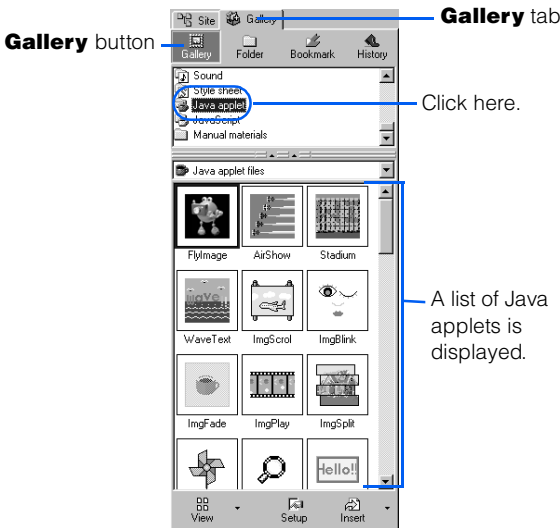 Site Gallery
Gallery tab
Gallery button
Gallery Folder Bookmark History
Sound
Style sheet
Java applet
Click here.
JavaScript
Manual materials
Java applet files
FlyImage AirShow Stadium
WaveText ImgScrol ImgBlink
A list of Java
applets is
displayed.
ImgFade ImgPlay ImgSplit
Hello!!
View Setup Insert